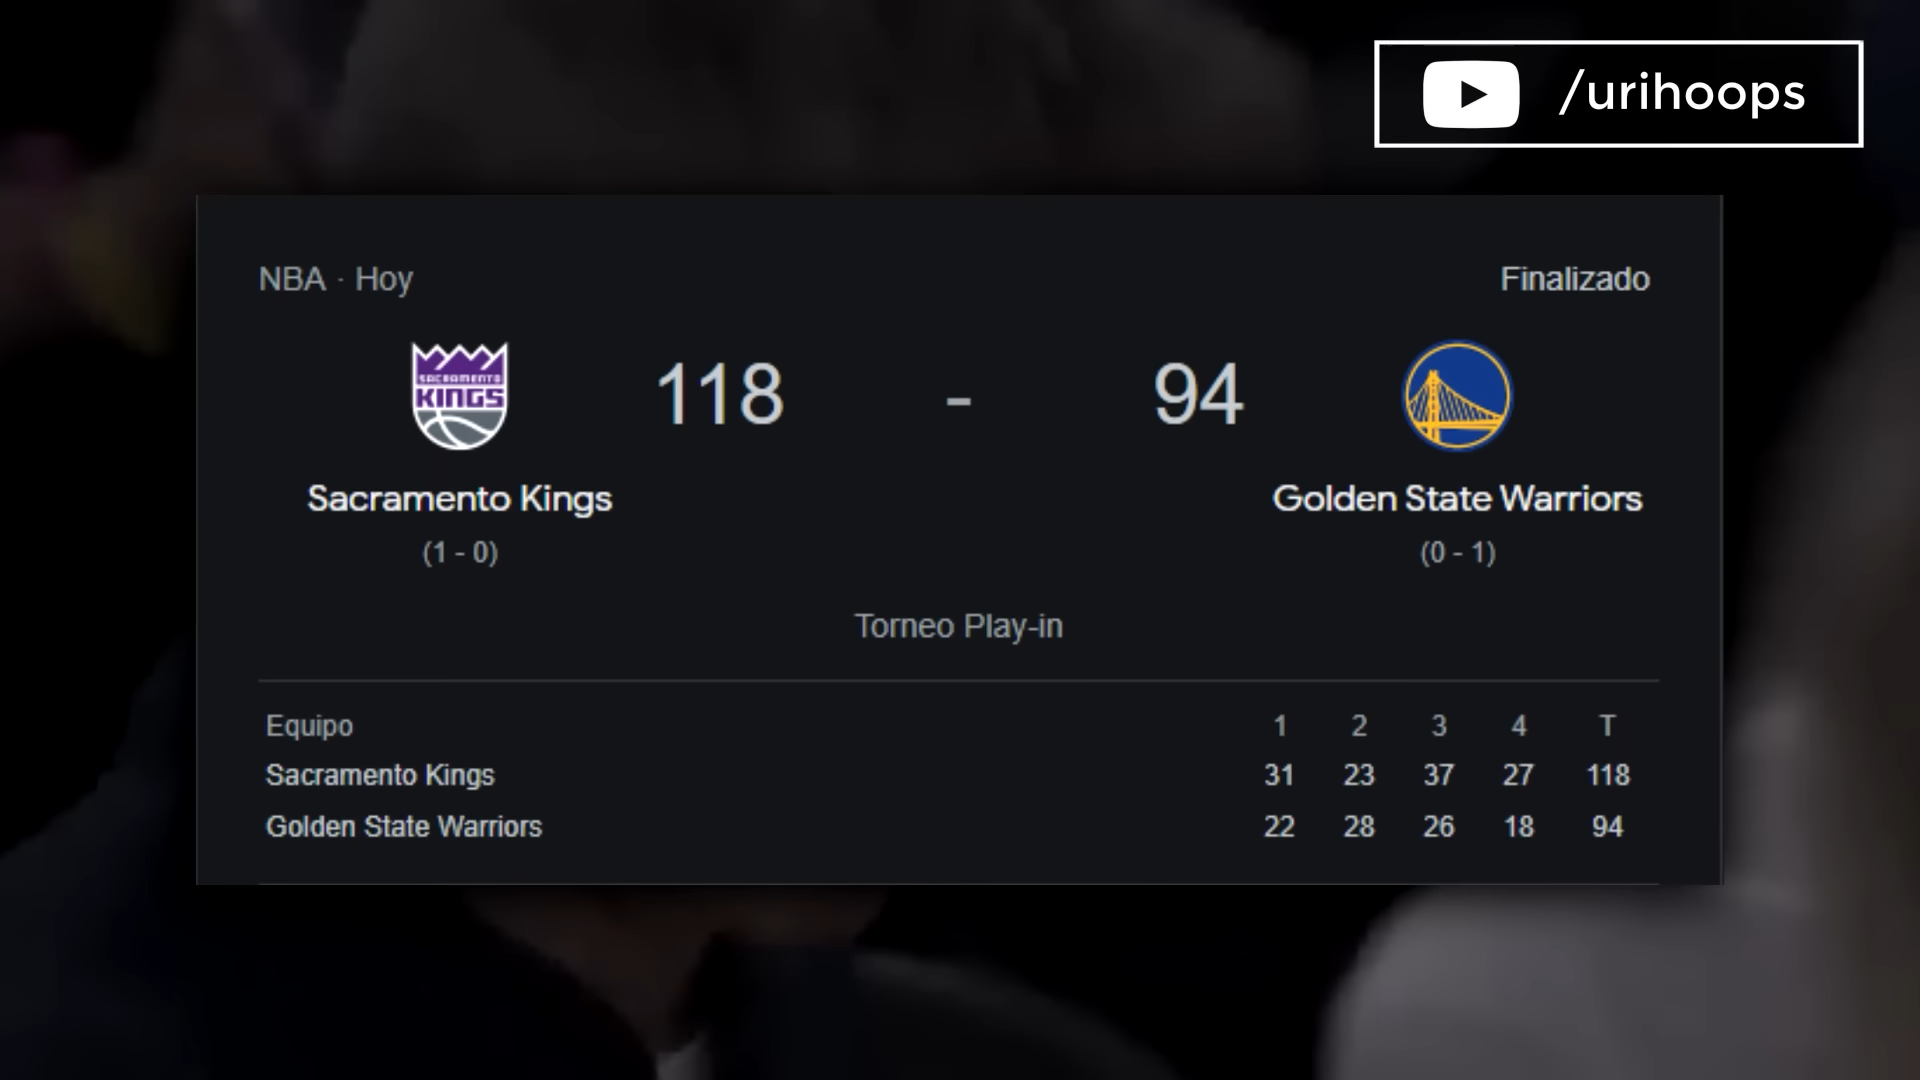 /urihoops
NBA · Hoy
Finalizado
SACRAMENTO
KINGS
118 - 94
Sacramento Kings
Golden State Warriors
(1 - 0)
(0 - 1)
Torneo Play-in
Equipo 1 2 3 4 T
Sacramento Kings 31 23 37 27 118
Golden State Warriors 22 28 26 18 94